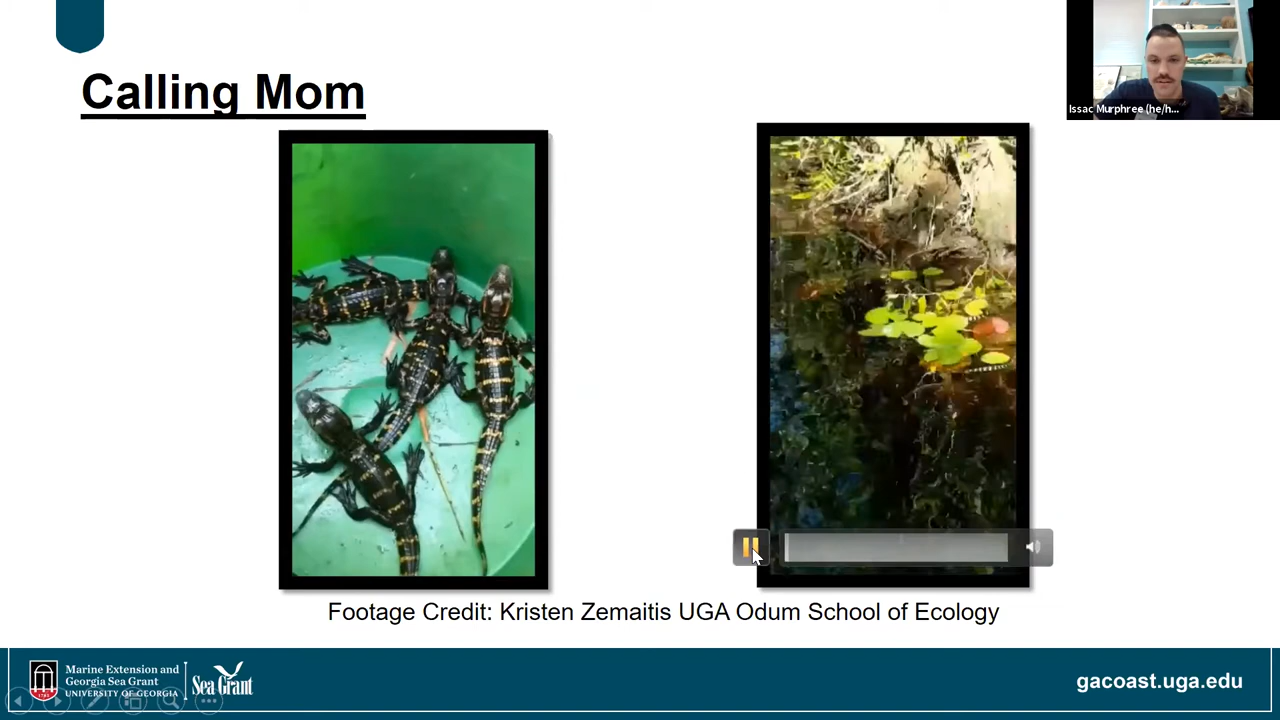 Calling Mom
Issac Murphree (he/h...
Footage Credit: Kristen Zemaitis UGA Odum School of Ecology
Marine Extension and
Georgia Sea Grant
UNIVERSITY OF GEORGIA
1785
Sea Grant
gacoast.uga.edu